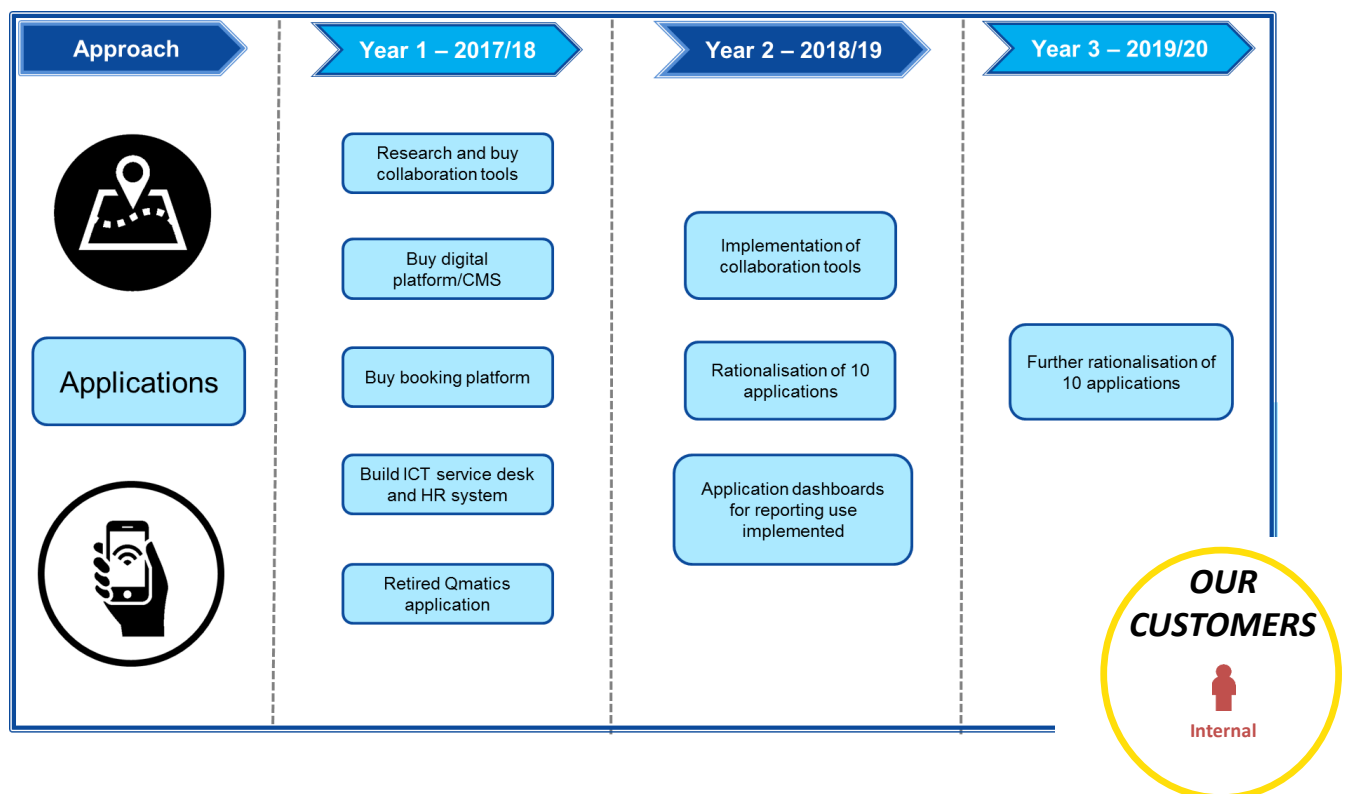 Approach
Year 1 – 2017/18
Year 2 – 2018/19
Year 3 – 2019/20
Applications
Research and buy
collaboration tools
Buy digital
platform/CMS
Buy booking platform
Build ICT service desk
and HR system
Retired Qmatics
application
Implementation of
collaboration tools
Rationalisation of 10
applications
Application dashboards
for reporting use
implemented
Further rationalisation of
10 applications
OUR
CUSTOMERS
Internal